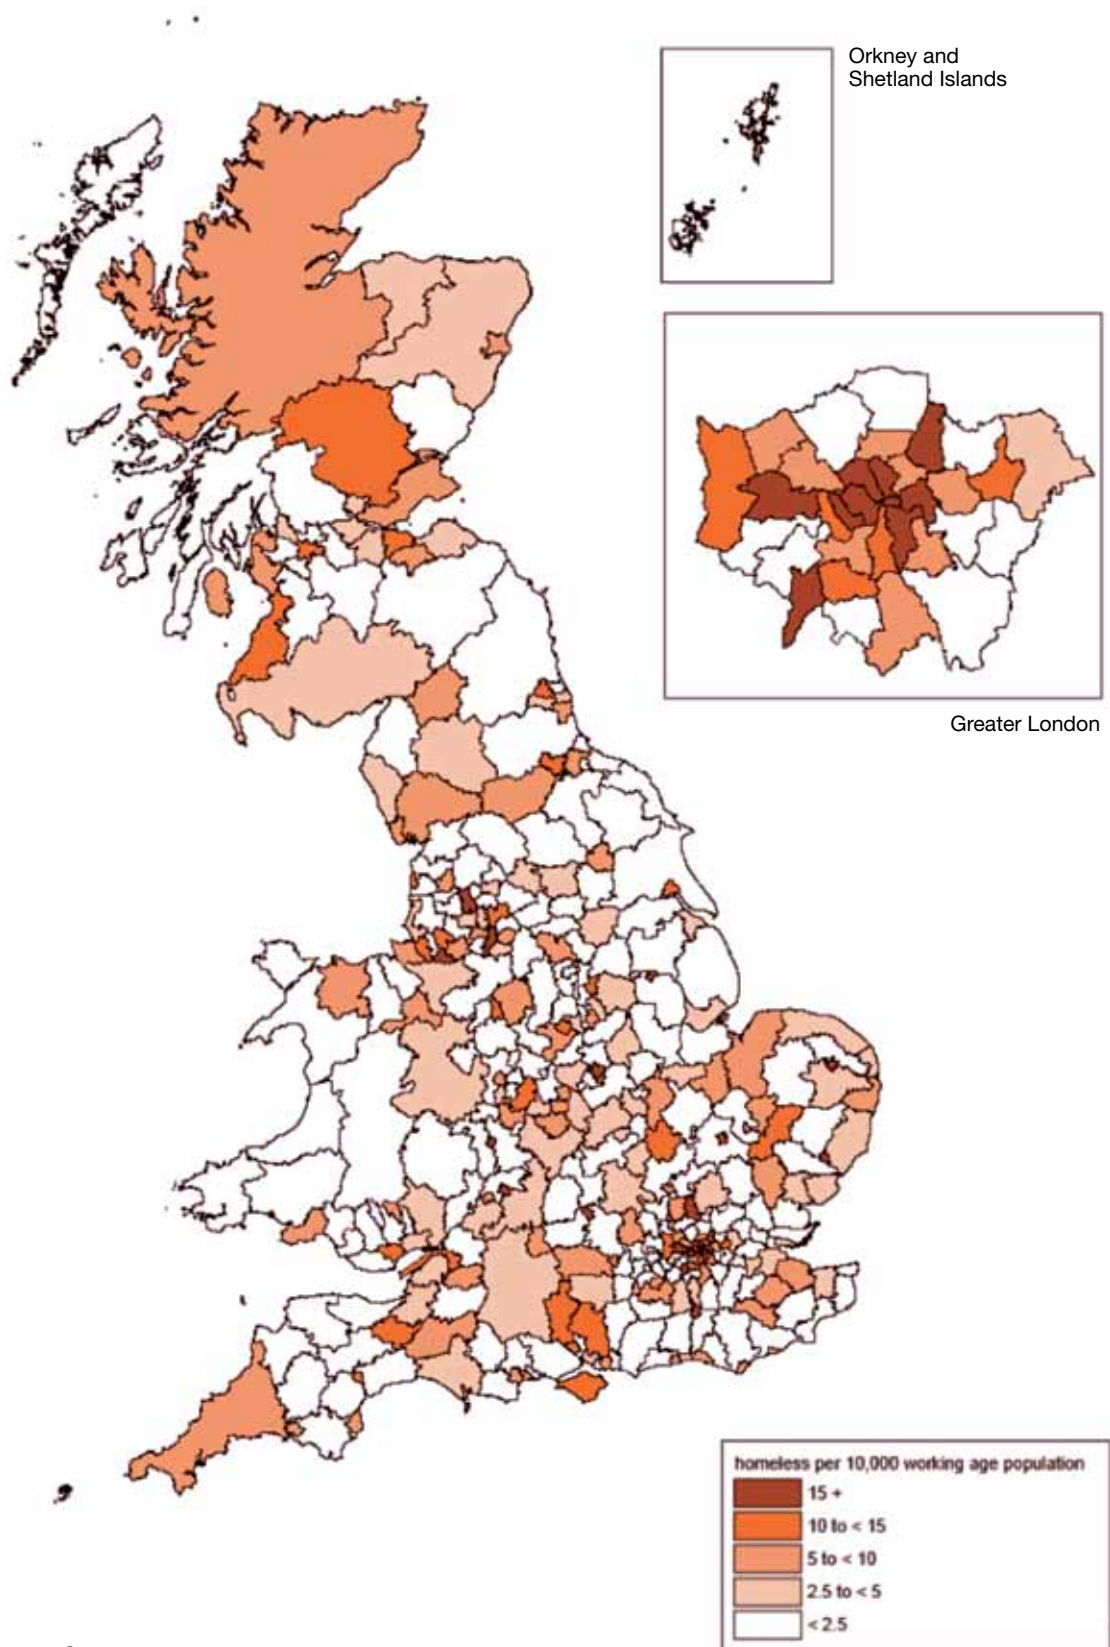 Orkney and
Shetland Islands
Greater London
homeless per 10,000 working age population
15 +
10 to < 15
5 to < 10
2.5 to < 5
< 2.5